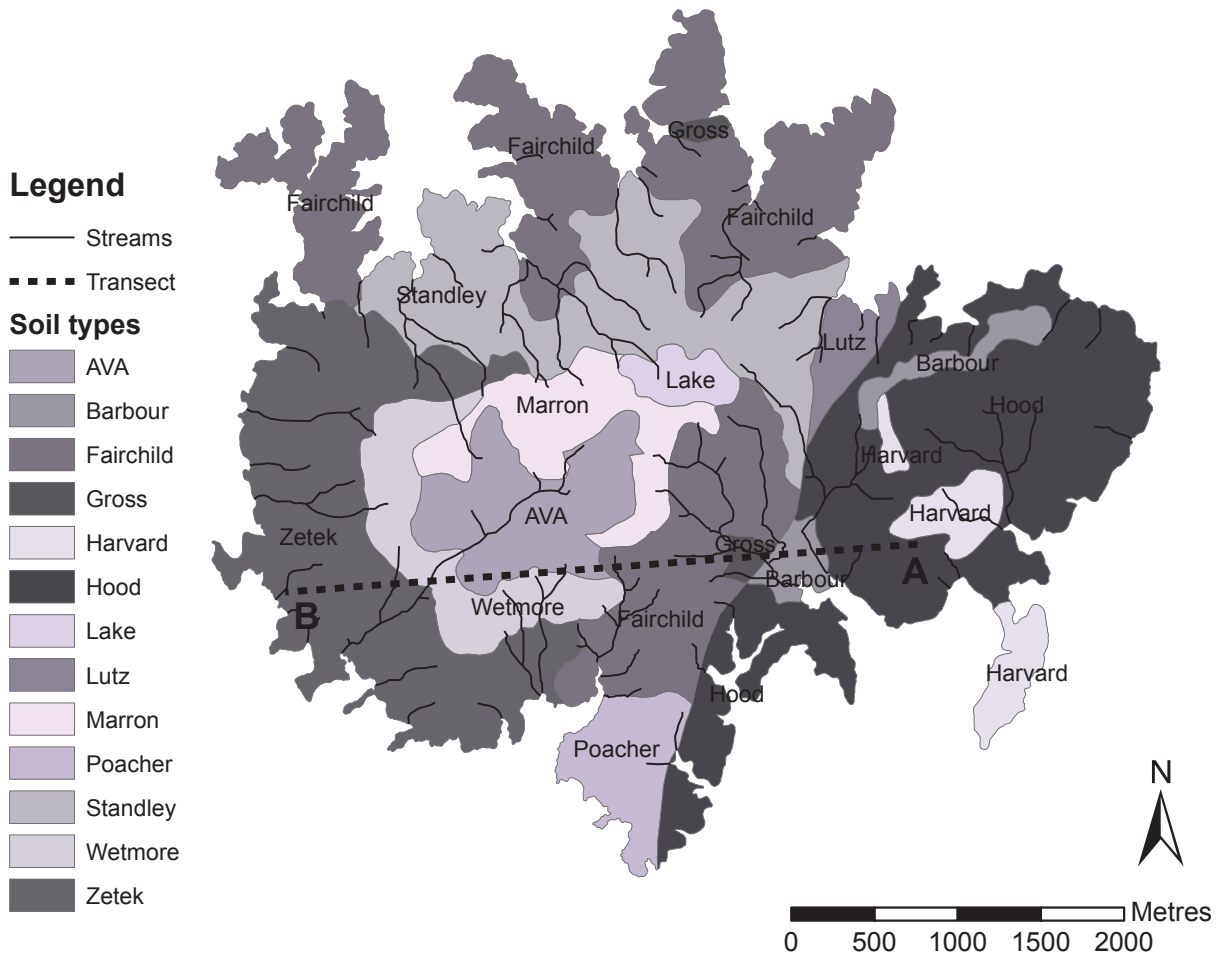 Legend
Streams
Transect
Soil types
AVA
Barbour
Fairchild
Gross
Harvard
Hood
Lake
Lutz
Marron
Poacher
Standley
Wetmore
Zetek
Gross
Fairchild
Fairchild
Fairchild
Standley
Lutz
Barbour
Lake
Marron
Hood
Harvard
Harvard
AVA
Zetek
Gross
Barbour
A
B
Wetmore
Fairchild
Harvard
Hood
Poacher
N
Metres
0 500 1000 1500 2000